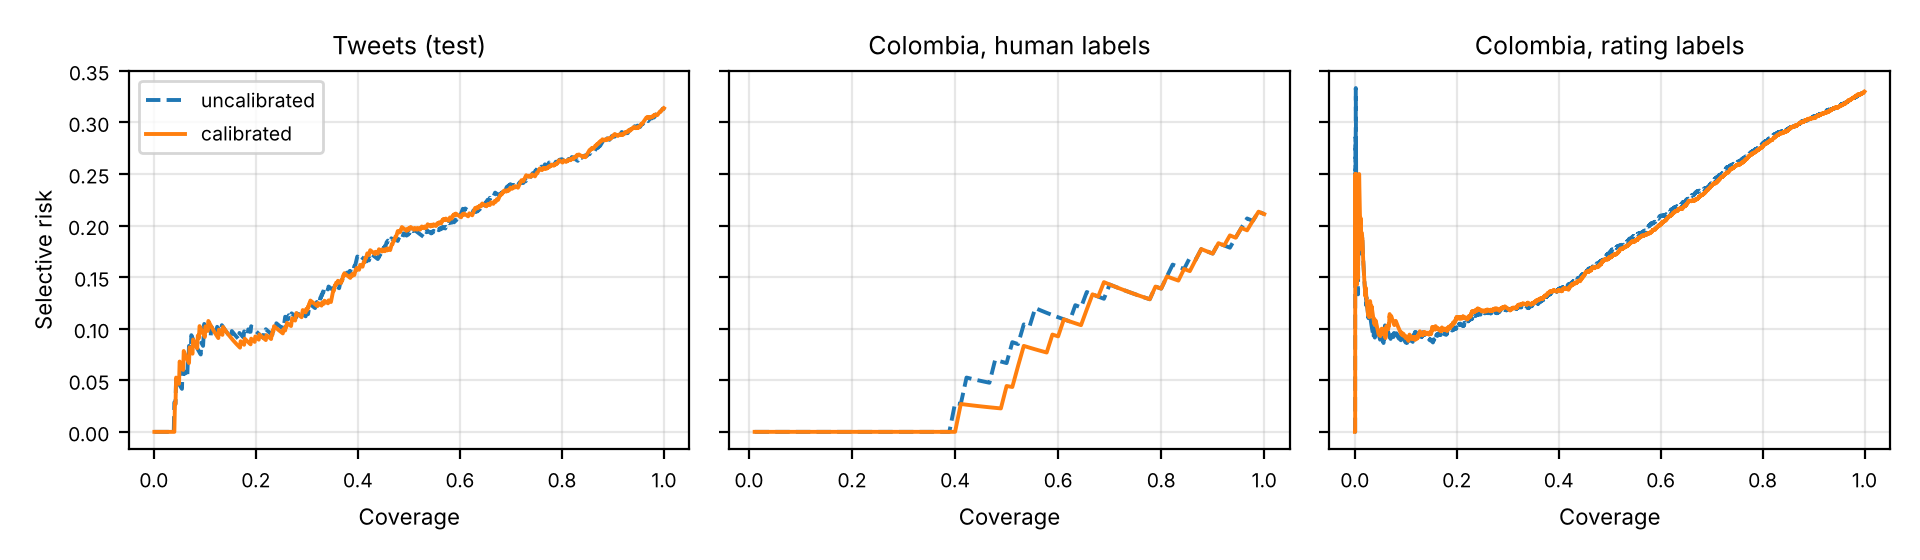 Tweets (test)
Colombia, human labels
Colombia, rating labels
uncalibrated
calibrated
Selective risk
0.35
0.30
0.25
0.20
0.15
0.10
0.05
0.00
0.0 0.2 0.4 0.6 0.8 1.0
0.0 0.2 0.4 0.6 0.8 1.0
0.0 0.2 0.4 0.6 0.8 1.0
Coverage
Coverage
Coverage